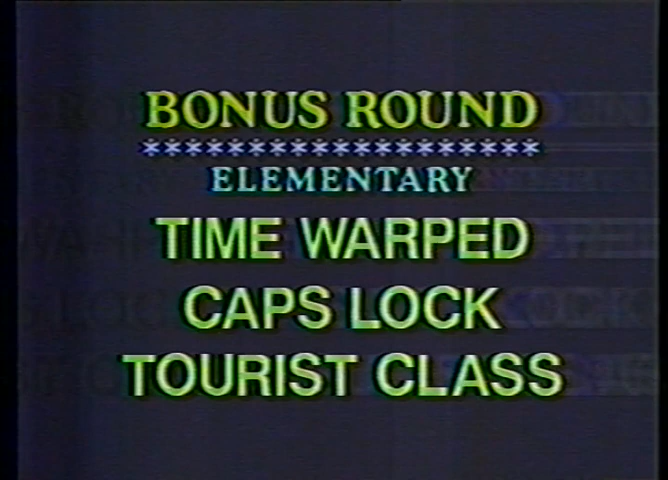 BONUS ROUND
********************
ELEMENTARY
TIME WARPED
CAPS LOCK
TOURIST CLASS